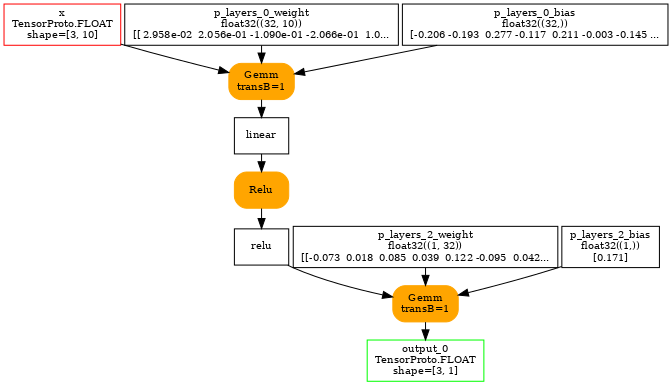 x
TensorProto.FLOAT
shape=[3, 10]
p_layers_0_weight
float32((32, 10))
[[ 2.958e-02  2.056e-01 -1.090e-01 -2.066e-01  1.0...
p_layers_0_bias
float32((32,))
[-0.206 -0.193  0.277 -0.117  0.211 -0.003 -0.145 ...
Gemm
transB=1
linear
Relu
relu
p_layers_2_weight
float32((1, 32))
[[-0.073  0.018  0.085  0.039  0.122 -0.095  0.042...
p_layers_2_bias
float32((1,))
[0.171]
Gemm
transB=1
output_0
TensorProto.FLOAT
shape=[3, 1]